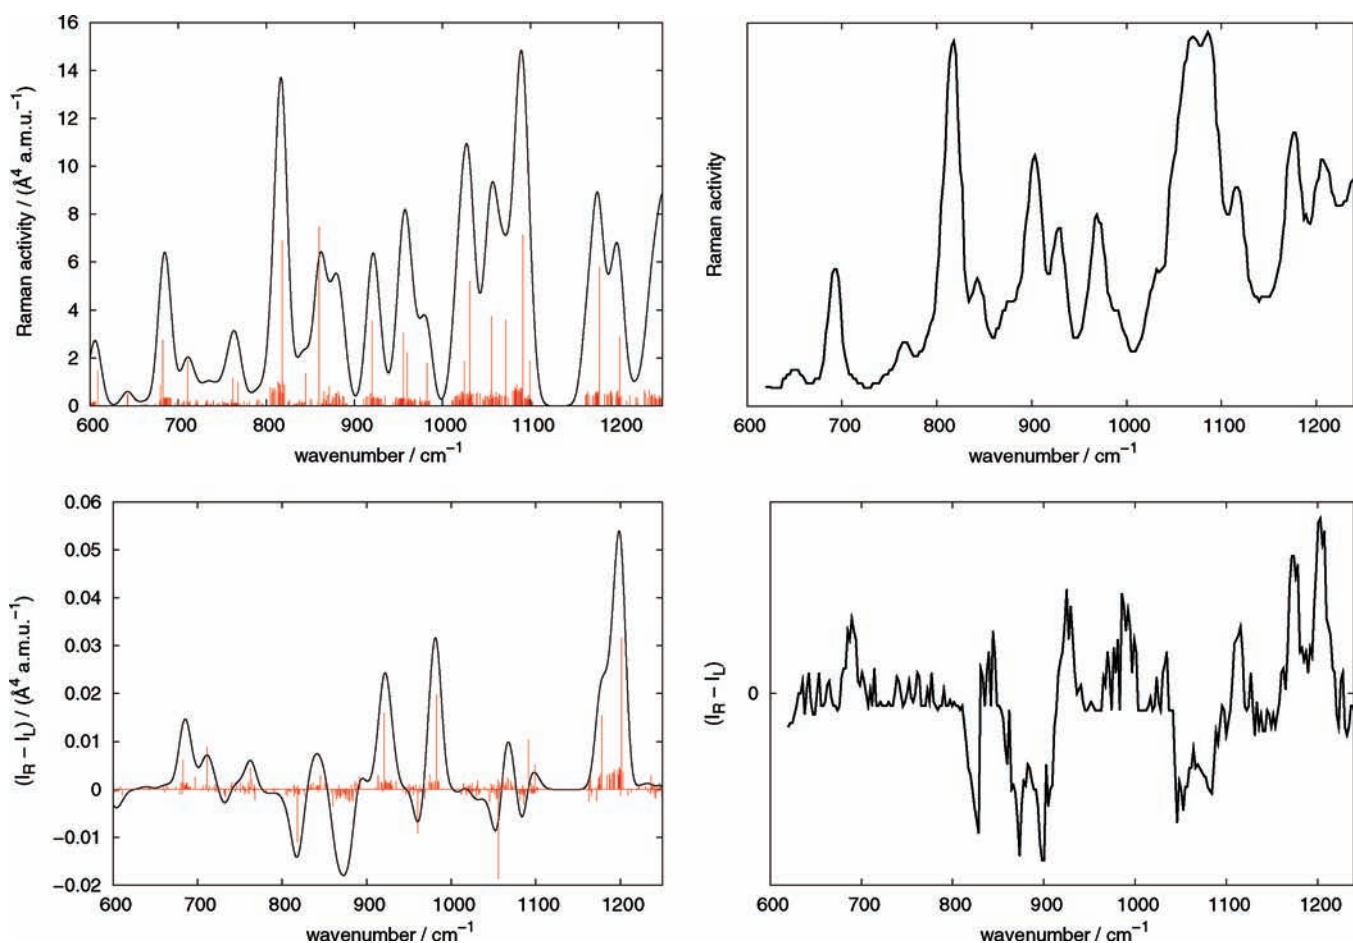 Raman activity / (Å⁴ a.m.u.⁻¹)
16
14
12
10
8
6
4
2
0
600 700 800 900 1000 1100 1200
wavenumber / cm⁻¹
Raman activity
600 700 800 900 1000 1100 1200
wavenumber / cm⁻¹
(I_R − I_L) / (Å⁴ a.m.u.⁻¹)
0.06
0.05
0.04
0.03
0.02
0.01
0
−0.01
−0.02
600 700 800 900 1000 1100 1200
wavenumber / cm⁻¹
(I_R − I_L)
0
600 700 800 900 1000 1100 1200
wavenumber / cm⁻¹